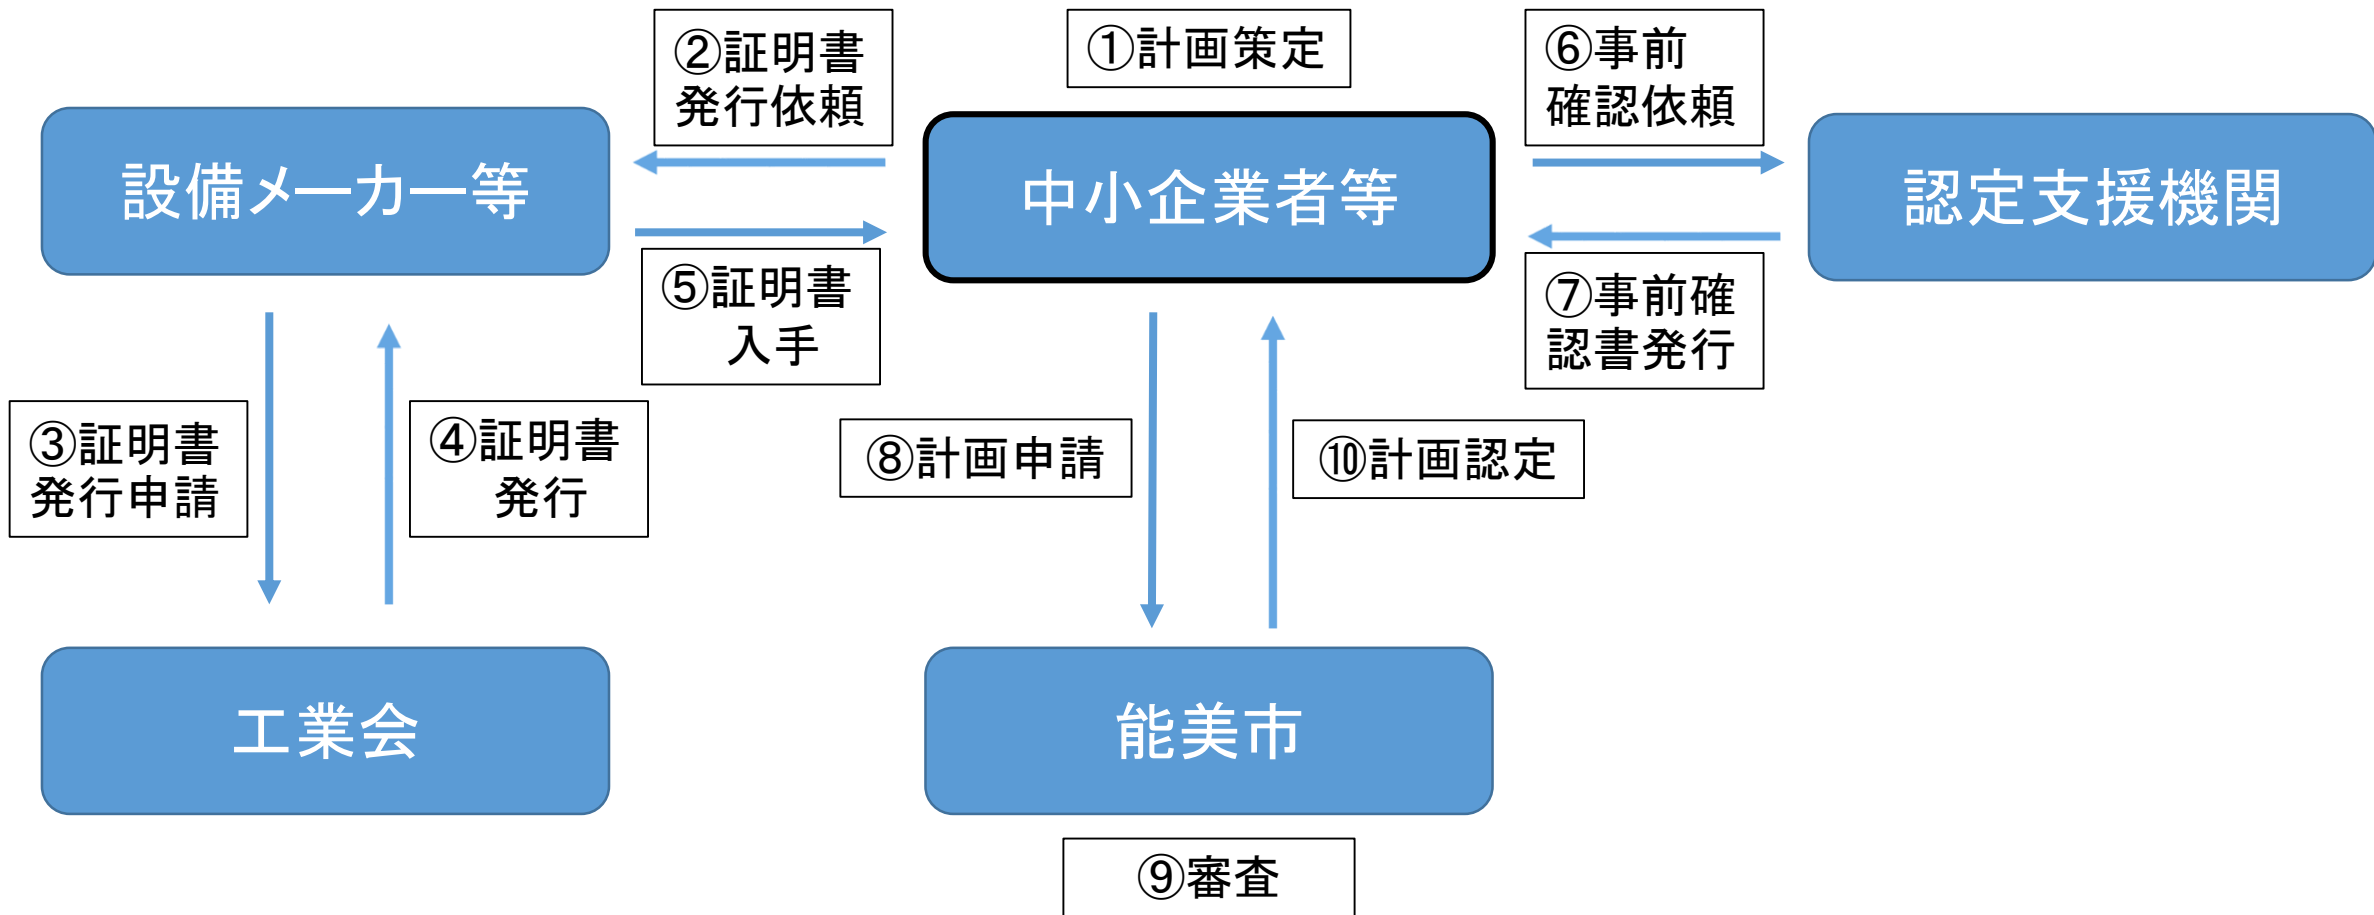 ①計画策定
②証明書
発行依頼
⑥事前
確認依頼
設備メーカー等
中小企業者等
認定支援機関
⑤証明書
入手
⑦事前確
認書発行
③証明書
発行申請
④証明書
発行
⑧計画申請
⑩計画認定
工業会
能美市
⑨審査